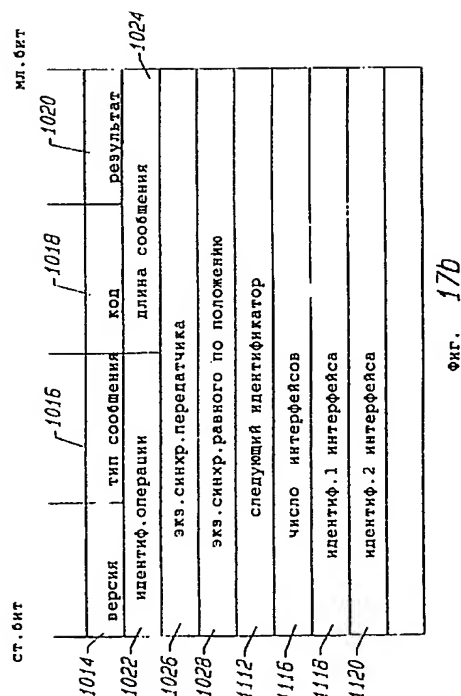 ст.бит мл.бит
1014 1016 1018 1020
версия тип сообщения код результат
1022 идентиф.операции длина сообщения 1024
1026 экз.синхр.передатчика
1028 экз.синхр.равного по положению
1112 следующий идентификатор
1116 число интерфейсов
1118 идентиф.1 интерфейса
1120 идентиф.2 интерфейса
Фиг. 17b